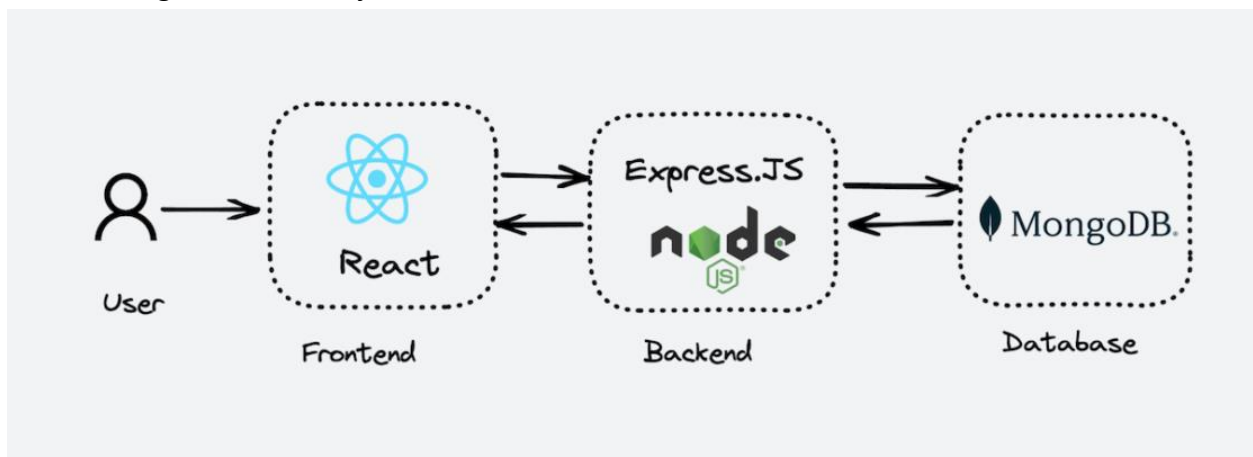 User
React
Frontend
Express.JS
node
JS
Backend
MongoDB.
Database